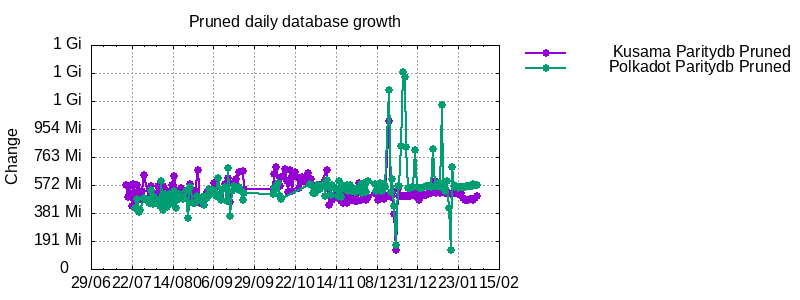 Pruned daily database growth
Kusama Paritydb Pruned
Polkadot Paritydb Pruned
Change
1 Gi
1 Gi
1 Gi
954 Mi
763 Mi
572 Mi
381 Mi
191 Mi
0
29/06 22/07 14/08 06/09 29/09 22/10 14/11 08/12 31/12 23/01 15/02